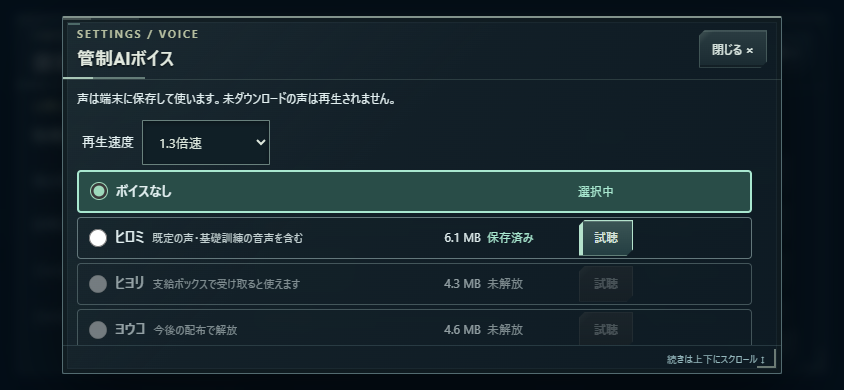 SETTINGS / VOICE
管制AIボイス
閉じる ×
声は端末に保存して使います。未ダウンロードの声は再生されません。
再生速度 1.3倍速
ボイスなし 選択中
ヒロミ 既定の声・基礎訓練の音声を含む 6.1 MB 保存済み 試聴
ヒヨリ 支給ボックスで受け取ると使えます 4.3 MB 未解放 試聴
ヨウコ 今後の配布で解放 4.6 MB 未解放 試聴
続きは上下にスクロール ↕